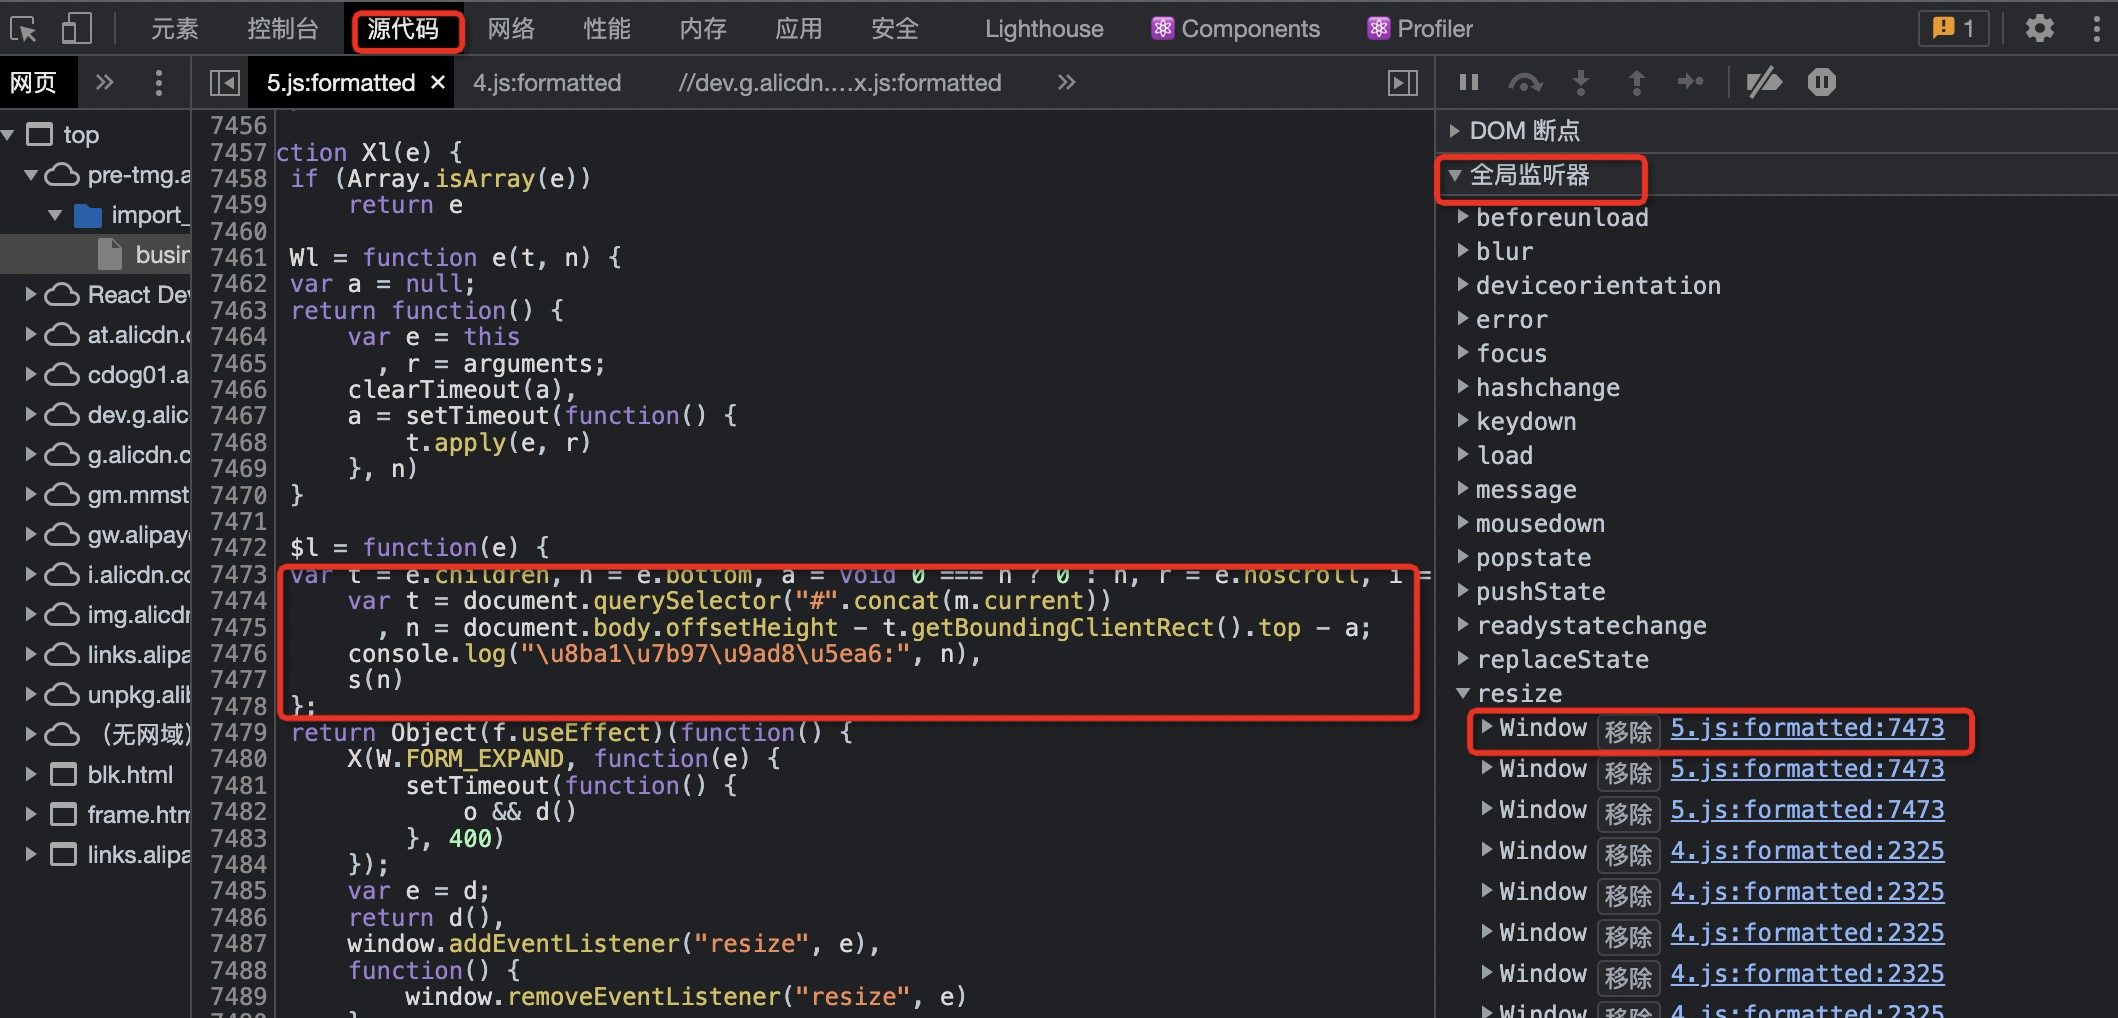 元素 控制台 源代码 网络 性能 内存 应用 安全 Lighthouse Components Profiler 1
网页 5.js:formatted × 4.js:formatted //dev.g.alicdn.…x.js:formatted
top
pre-tmg.a
import_
busir
React De
at.alicdn.
cdog01.a
dev.g.alic
g.alicdn.c
gm.mmst
gw.alipay
i.alicdn.co
img.alicdn
links.alipa
unpkg.alib
（无网域）
blk.html
frame.htm
links.alipa
7456
7457 ction Xl(e) {
7458 if (Array.isArray(e))
7459 return e
7460
7461 Wl = function e(t, n) {
7462 var a = null;
7463 return function() {
7464 var e = this
7465 , r = arguments;
7466 clearTimeout(a),
7467 a = setTimeout(function() {
7468 t.apply(e, r)
7469 }, n)
7470 }
7471
7472 $l = function(e) {
7473 var t = e.children, n = e.bottom, a = void 0 === n ? 0 : n, r = e.noscroll, i =
7474 var t = document.querySelector("#".concat(m.current))
7475 , n = document.body.offsetHeight - t.getBoundingClientRect().top - a;
7476 console.log("\u8ba1\u7b97\u9ad8\u5ea6:", n),
7477 s(n)
7478 };
7479 return Object(f.useEffect)(function() {
7480 X(W.FORM_EXPAND, function(e) {
7481 setTimeout(function() {
7482 o && d()
7483 }, 400)
7484 });
7485 var e = d;
7486 return d(),
7487 window.addEventListener("resize", e),
7488 function() {
7489 window.removeEventListener("resize", e)
7490 }
DOM 断点
全局监听器
beforeunload
blur
deviceorientation
error
focus
hashchange
keydown
load
message
mousedown
popstate
pushState
readystatechange
replaceState
resize
Window 移除 5.js:formatted:7473
Window 移除 5.js:formatted:7473
Window 移除 5.js:formatted:7473
Window 移除 4.js:formatted:2325
Window 移除 4.js:formatted:2325
Window 移除 4.js:formatted:2325
Window 移除 4.js:formatted:2325
Window 移除 4.js:formatted:2325